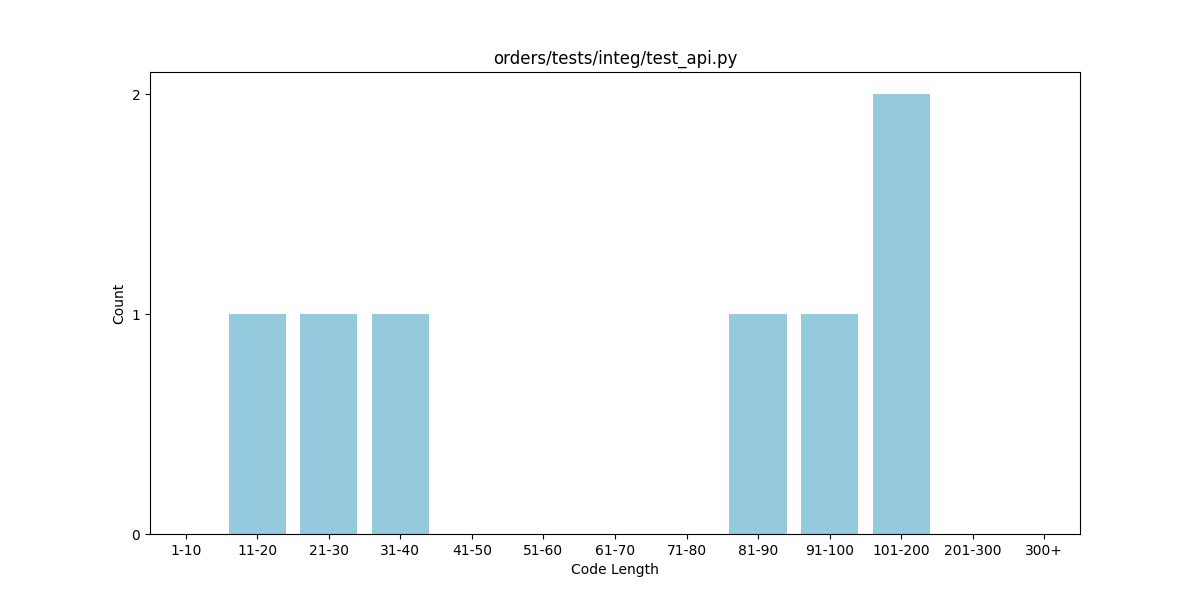 orders/tests/integ/test_api.py
2
1
0
Count
1-10 11-20 21-30 31-40 41-50 51-60 61-70 71-80 81-90 91-100 101-200 201-300 300+
Code Length